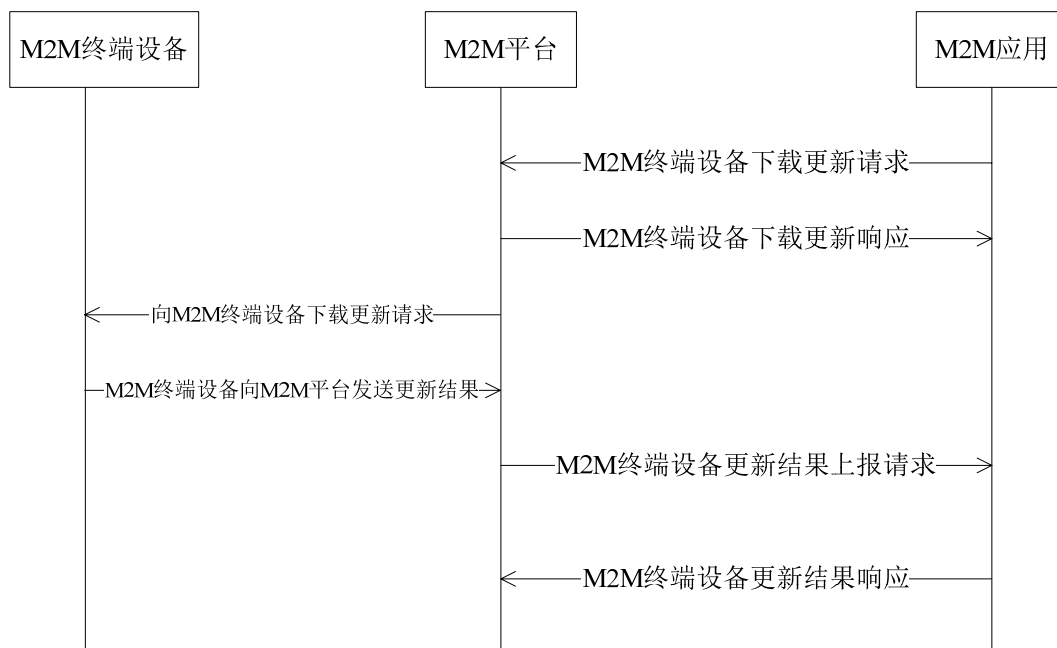 M2M终端设备
M2M平台
M2M应用
M2M终端设备下载更新请求
M2M终端设备下载更新响应
向M2M终端设备下载更新请求
M2M终端设备向M2M平台发送更新结果
M2M终端设备更新结果上报请求
M2M终端设备更新结果响应